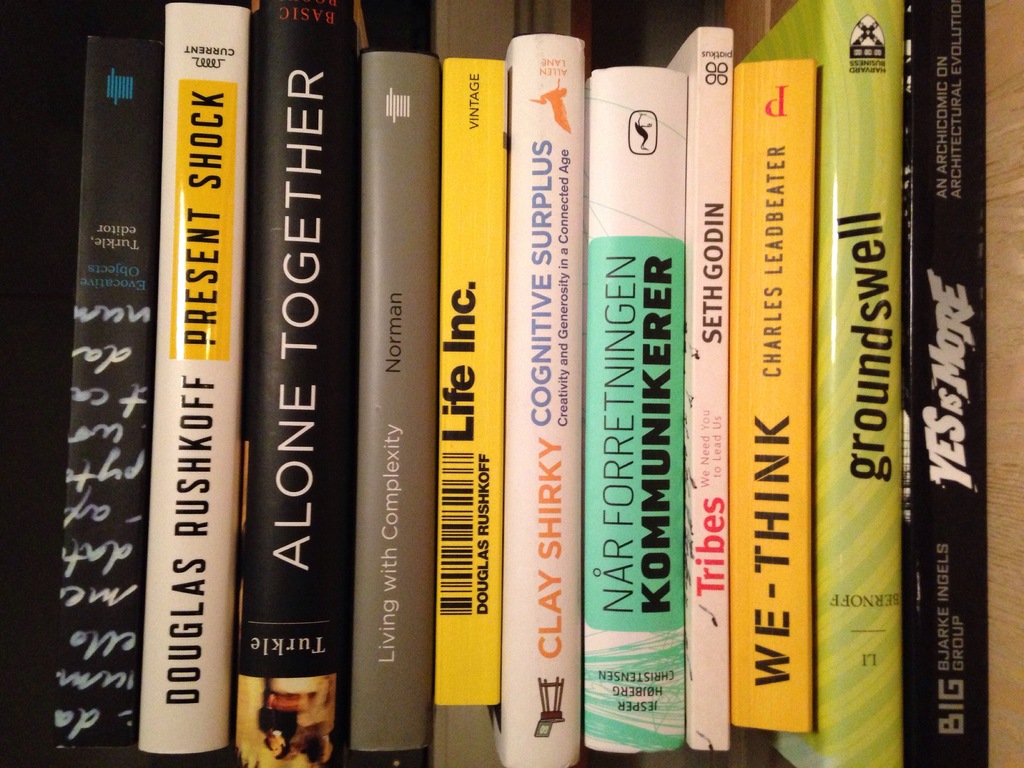 Turkle,
editor
Evocative
Objects
CURRENT
DOUGLAS RUSHKOFF PRESENT SHOCK
BASIC
ALONE TOGETHER
Turkle
Living with Complexity Norman
VINTAGE
Life Inc.
DOUGLAS RUSHKOFF
ALLEN
LANE
CLAY SHIRKY COGNITIVE SURPLUS
Creativity and Generosity in a Connected Age
NÅR FORRETNINGEN
KOMMUNIKERER
JESPER
HØJBERG
CHRISTENSEN
piatkus
Tribes We Need You
to Lead Us
SETH GODIN
WE-THINK CHARLES LEADBEATER
HARVARD
BUSINESS
groundswell
LI
BERNOFF
BIG BJARKE INGELS
GROUP
YES IS MORE
AN ARCHICOMIC ON
ARCHITECTURAL EVOLUTION